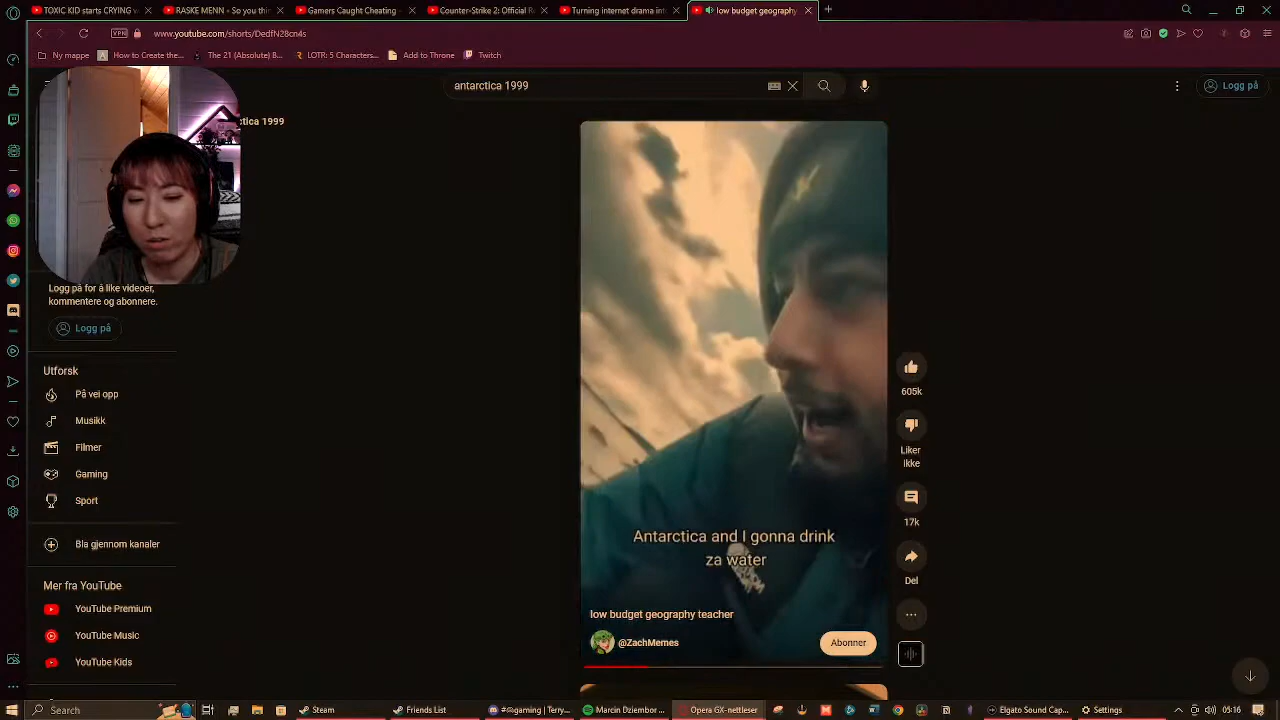 TOXIC KID starts CRYING v
RASKE MENN • So you thin
Gamers Caught Cheating -
Counter-Strike 2: Official R
Turning internet drama int
low budget geography
VPN
www.youtube.com/shorts/DedfN28cn4s
Ny mappe
How to Create the...
The 21 (Absolute) B...
LOTR: 5 Characters...
Add to Throne
Twitch
antarctica 1999
Logg på
ctica 1999
Logg på for å like videoer,
kommentere og abonnere.
Logg på
Utforsk
På vei opp
Musikk
Filmer
Gaming
Sport
Bla gjennom kanaler
Mer fra YouTube
YouTube Premium
YouTube Music
YouTube Kids
605k
Liker
ikke
17k
Del
Antarctica and I gonna drink
za water
low budget geography teacher
@ZachMemes
Abonner
Search
Steam
Friends List
Marcin Dziembor ...
Opera GX-nettleser
Elgato Sound Cap...
Settings
05:16